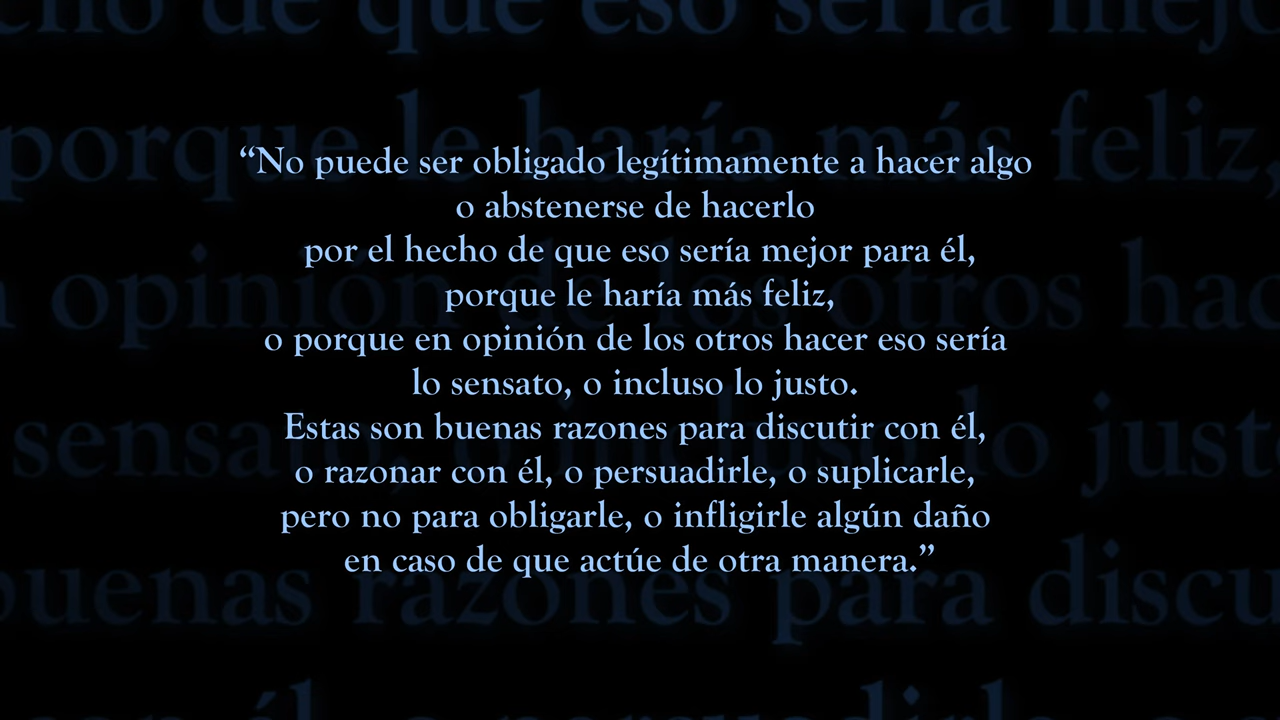 “No puede ser obligado legítimamente a hacer algo
o abstenerse de hacerlo
por el hecho de que eso sería mejor para él,
porque le haría más feliz,
o porque en opinión de los otros hacer eso sería
lo sensato, o incluso lo justo.
Estas son buenas razones para discutir con él,
o razonar con él, o persuadirle, o suplicarle,
pero no para obligarle, o infligirle algún daño
en caso de que actúe de otra manera.”